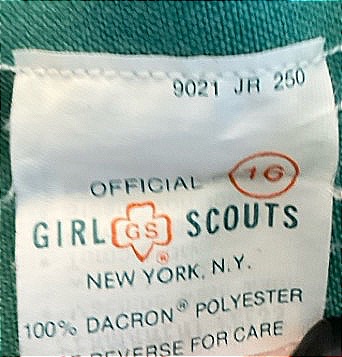 9021 JR 250
OFFICIAL 16
GIRL GS SCOUTS
®
NEW YORK, N.Y.
100% DACRON® POLYESTER
REVERSE FOR CARE